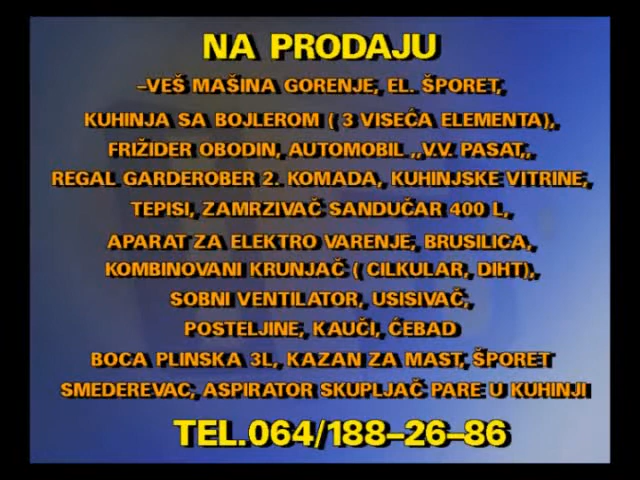 NA PRODAJU
–VEŠ MAŠINA GORENJE, EL. ŠPORET,
KUHINJA SA BOJLEROM ( 3 VISEĆA ELEMENTA),
FRIŽIDER OBODIN, AUTOMOBIL ,,V.V. PASAT,,
REGAL GARDEROBER 2. KOMADA, KUHINJSKE VITRINE,
TEPISI, ZAMRZIVAČ SANDUČAR 400 L,
APARAT ZA ELEKTRO VARENJE, BRUSILICA,
KOMBINOVANI KRUNJAČ ( CILKULAR, DIHT),
SOBNI VENTILATOR, USISIVAČ,
POSTELJINE, KAUČI, ĆEBAD
BOCA PLINSKA 3L, KAZAN ZA MAST, ŠPORET
SMEDEREVAC, ASPIRATOR SKUPLJAČ PARE U KUHINJI
TEL.064/188–26–86